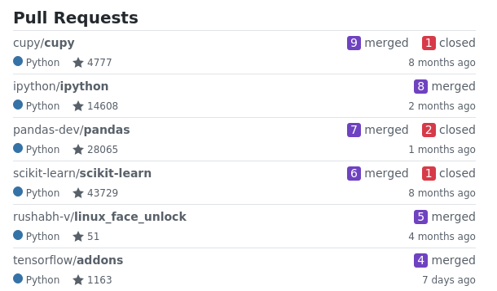 Pull Requests
cupy/cupy 9 merged 1 closed
Python 4777 8 months ago
ipython/ipython 8 merged
Python 14608 2 months ago
pandas-dev/pandas 7 merged 2 closed
Python 28065 1 months ago
scikit-learn/scikit-learn 6 merged 1 closed
Python 43729 8 months ago
rushabh-v/linux_face_unlock 5 merged
Python 51 4 months ago
tensorflow/addons 4 merged
Python 1163 7 days ago